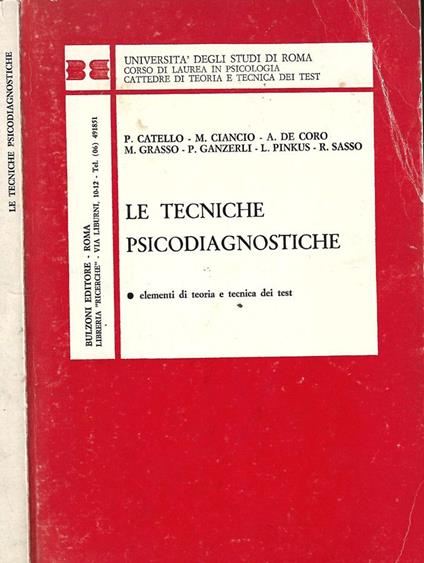 LE TECNICHE PSICODIAGNOSTICHE
BE
UNIVERSITA' DEGLI STUDI DI ROMA
CORSO DI LAUREA IN PSICOLOGIA
CATTEDRE DI TEORIA E TECNICA DEI TEST
P. CATELLO - M. CIANCIO - A. DE CORO
M. GRASSO - P. GANZERLI - L. PINKUS - R. SASSO
LE TECNICHE
PSICODIAGNOSTICHE
● elementi di teoria e tecnica dei test
BULZONI EDITORE - ROMA
LIBRERIA "RICERCHE" - VIA LIBURNI, 10-12 - Tel. (06) 491851